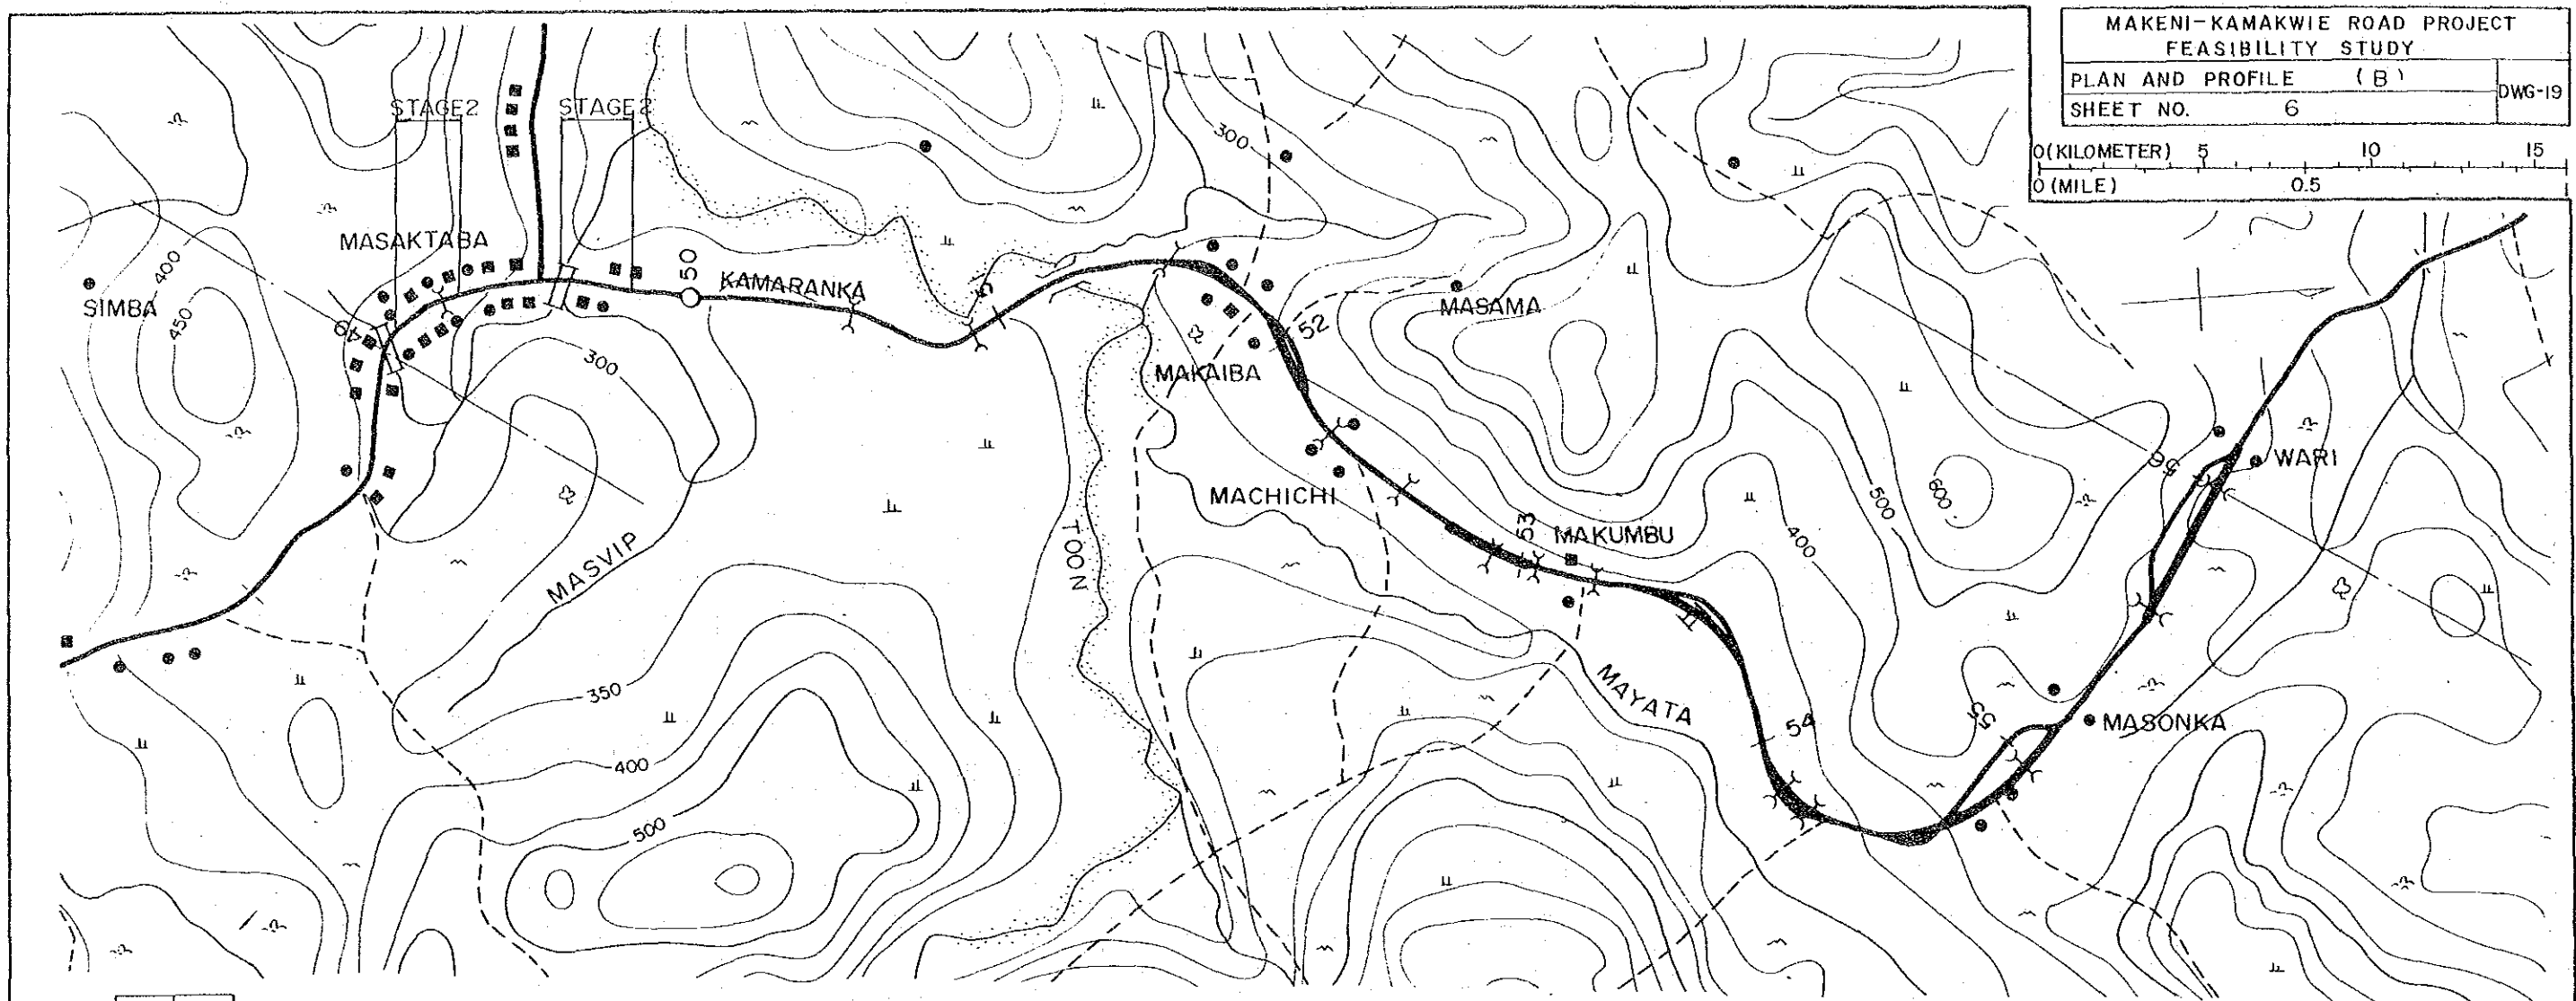 MAKENI-KAMAKWIE ROAD PROJECT
FEASIBILITY STUDY
PLAN AND PROFILE (B)
DWG-19
SHEET NO. 6
0(KILOMETER) 5 10 15
0(MILE) 0.5
STAGE2
STAGE2
300
MASAKTABA
SIMBA
400
450
49
50
KAMARANKA
300
MASAMA
52
MAKAIBA
MACHICHI
53
MAKUMBU
400
500
600
56
WARI
MASVIP
TOON
350
400
500
MAYATA
54
55
MASONKA